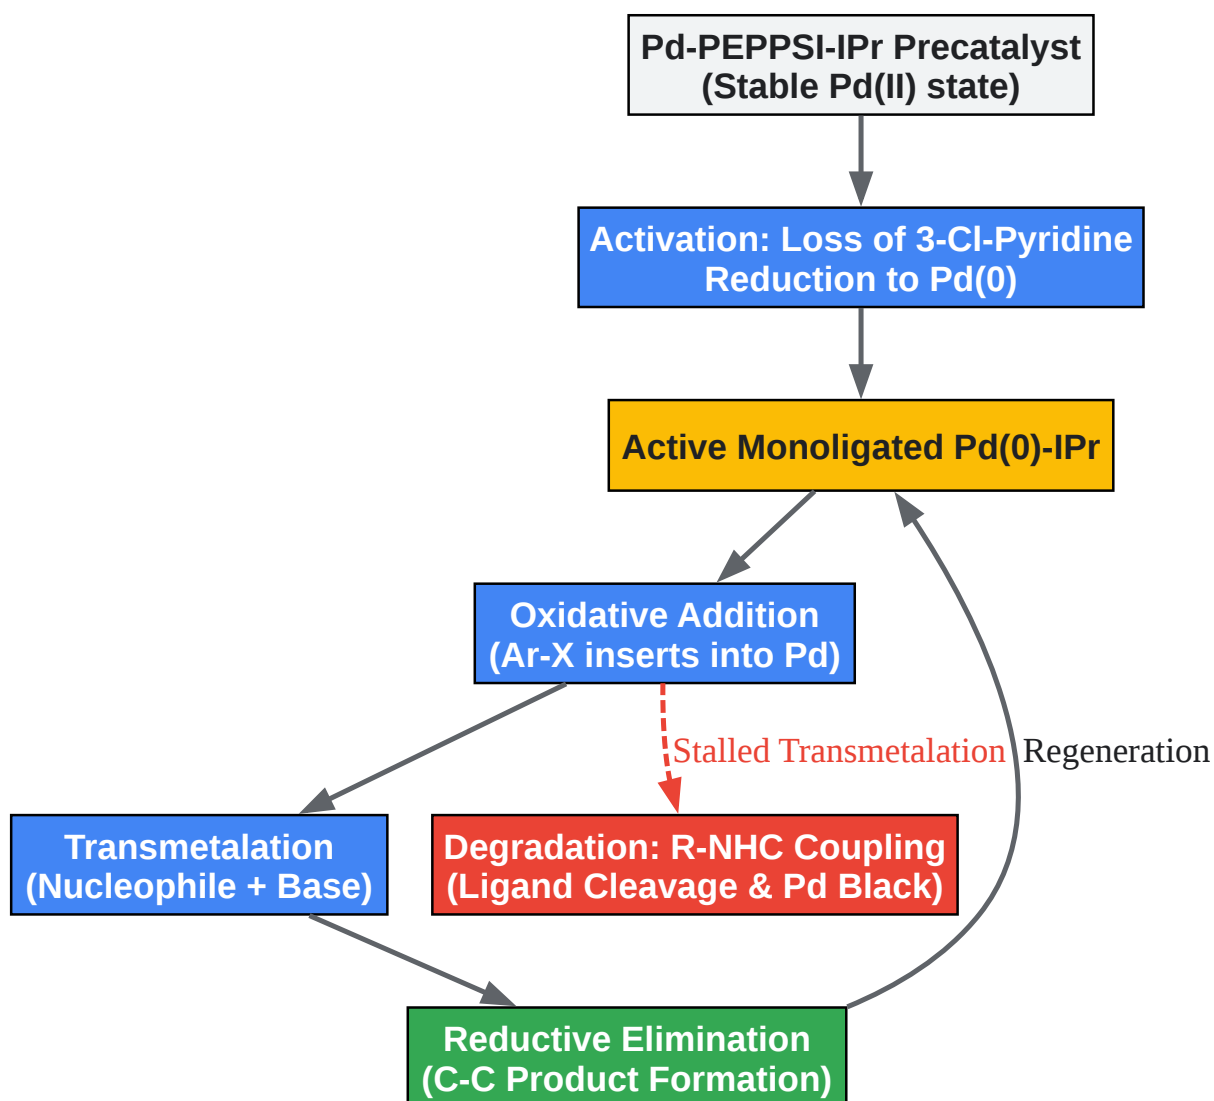 Pd-PEPPSI-IPr Precatalyst
(Stable Pd(II) state)
Activation: Loss of 3-Cl-Pyridine
Reduction to Pd(0)
Active Monoligated Pd(0)-IPr
Oxidative Addition
(Ar-X inserts into Pd)
Stalled Transmetalation
Regeneration
Transmetalation
(Nucleophile + Base)
Degradation: R-NHC Coupling
(Ligand Cleavage & Pd Black)
Reductive Elimination
(C-C Product Formation)